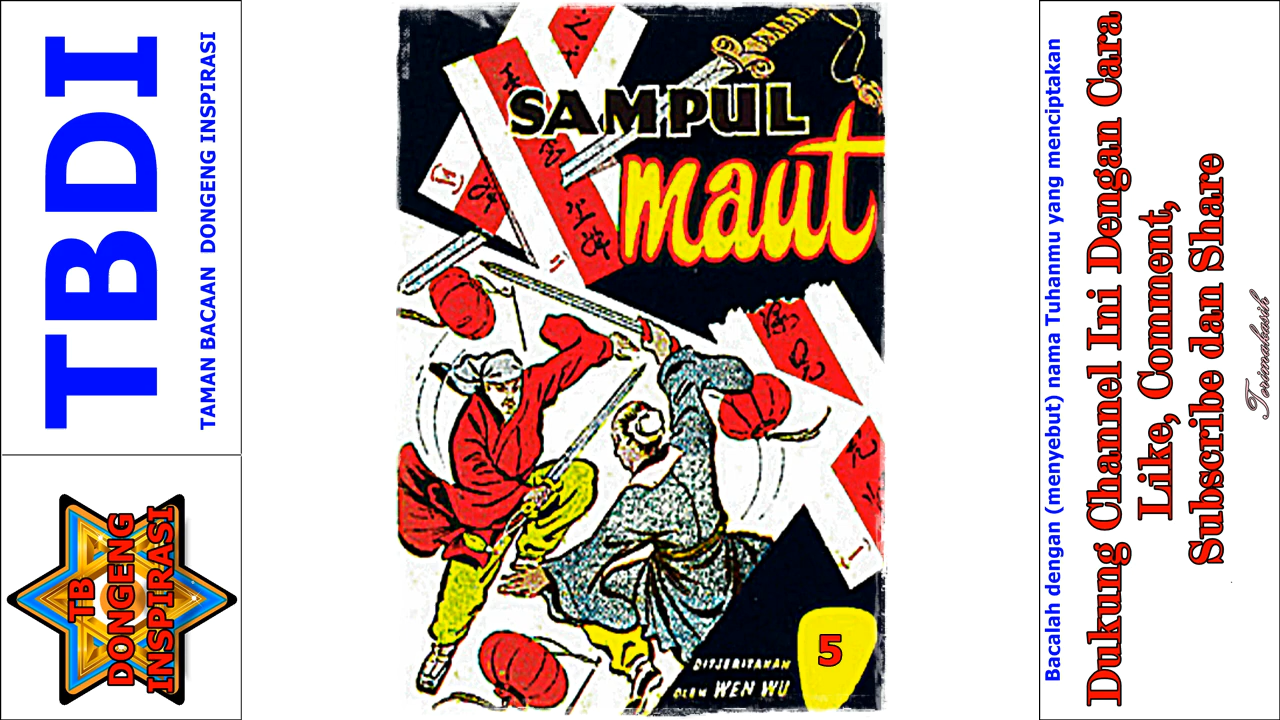 TBDI
TAMAN BACAAN DONGENG INSPIRASI
TB
DONGENG
INSPIRASI
SAMPUL
maut
DITJERITAKAN
OLEH WEN WU
5
Bacalah dengan (menyebut) nama Tuhanmu yang menciptakan
Dukung Channel Ini Dengan Cara
Like, Comment,
Subscribe dan Share
Terimakasih